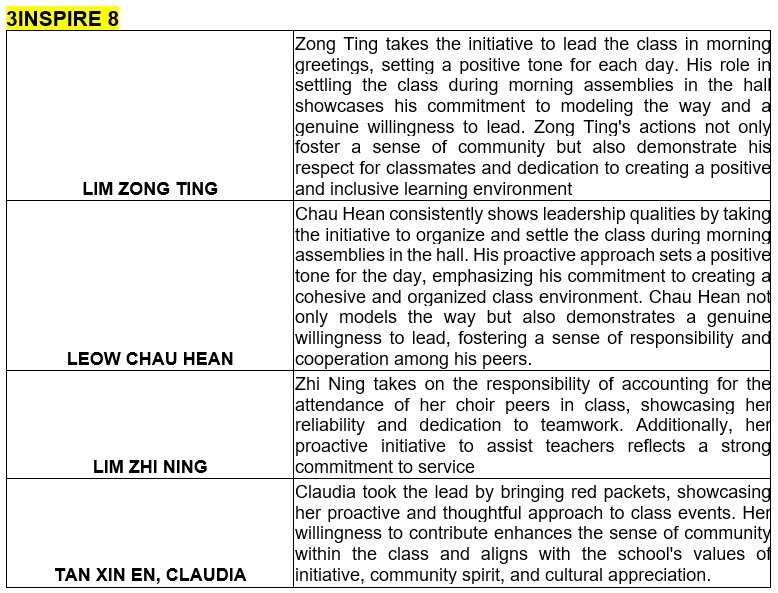 3INSPIRE 8
LIM ZONG TING
Zong Ting takes the initiative to lead the class in morning
greetings, setting a positive tone for each day. His role in
settling the class during morning assemblies in the hall
showcases his commitment to modeling the way and a
genuine willingness to lead. Zong Ting's actions not only
foster a sense of community but also demonstrate his
respect for classmates and dedication to creating a positive
and inclusive learning environment
LEOW CHAU HEAN
Chau Hean consistently shows leadership qualities by taking
the initiative to organize and settle the class during morning
assemblies in the hall. His proactive approach sets a positive
tone for the day, emphasizing his commitment to creating a
cohesive and organized class environment. Chau Hean not
only models the way but also demonstrates a genuine
willingness to lead, fostering a sense of responsibility and
cooperation among his peers.
LIM ZHI NING
Zhi Ning takes on the responsibility of accounting for the
attendance of her choir peers in class, showcasing her
reliability and dedication to teamwork. Additionally, her
proactive initiative to assist teachers reflects a strong
commitment to service
TAN XIN EN, CLAUDIA
Claudia took the lead by bringing red packets, showcasing
her proactive and thoughtful approach to class events. Her
willingness to contribute enhances the sense of community
within the class and aligns with the school's values of
initiative, community spirit, and cultural appreciation.